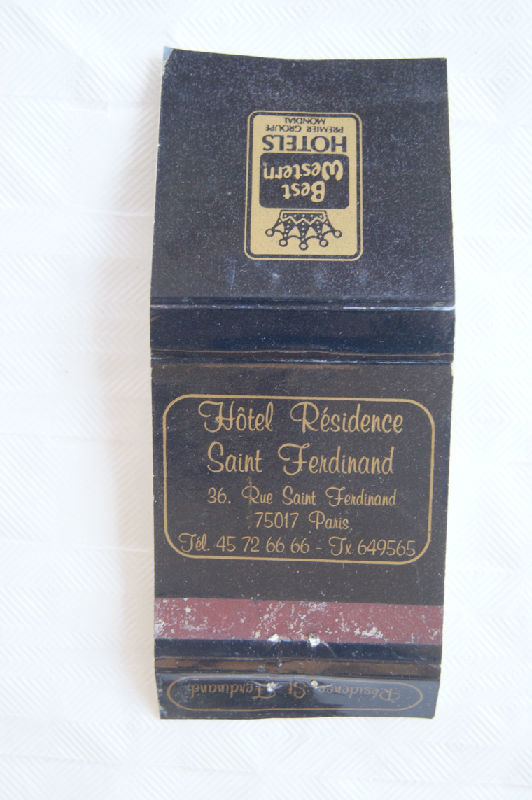 Best
Western
HOTELS
PREMIER GROUPE
MONDIAL
Hôtel Résidence
Saint Ferdinand
36. Rue Saint Ferdinand
75017 Paris
Tél. 45 72 66 66 - Tx 649565
Résidence St Ferdinand